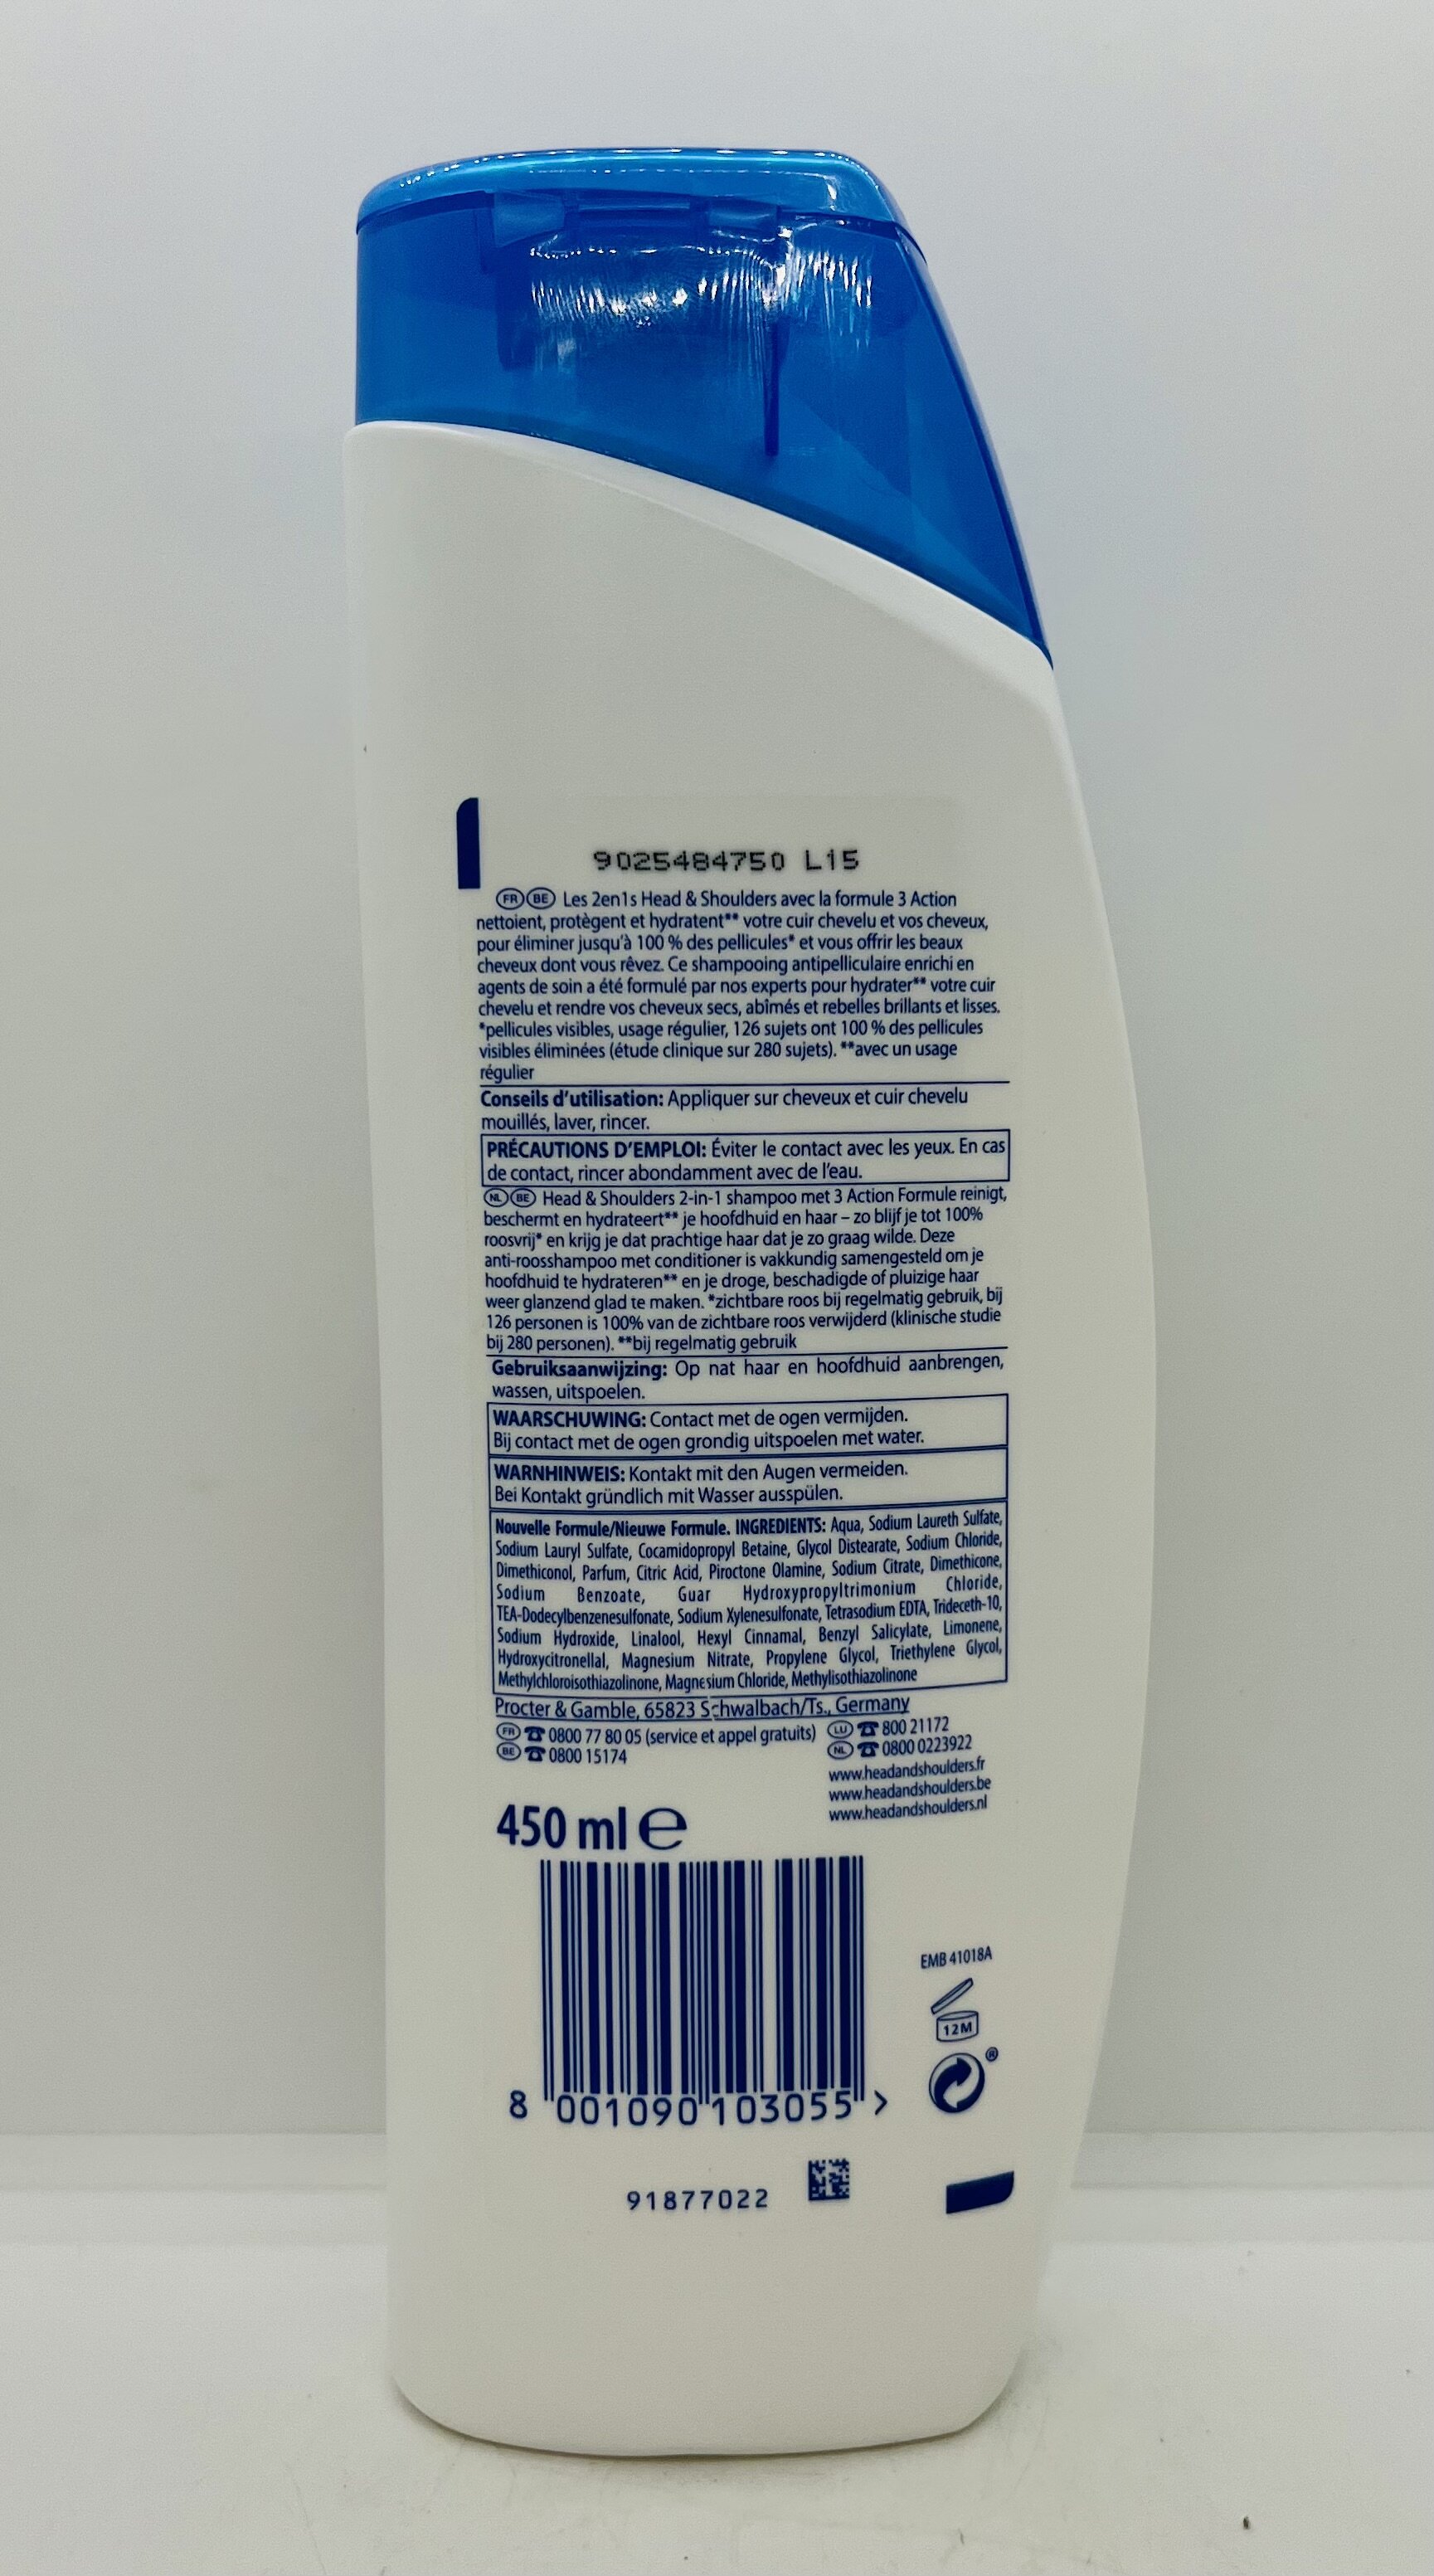 9025484750 L15
FR BE Les 2en1s Head & Shoulders avec la formule 3 Action
nettoient, protègent et hydratent** votre cuir chevelu et vos cheveux,
pour éliminer jusqu'à 100 % des pellicules* et vous offrir les beaux
cheveux dont vous rêvez. Ce shampooing antipelliculaire enrichi en
agents de soin a été formulé par nos experts pour hydrater** votre cuir
chevelu et rendre vos cheveux secs, abîmés et rebelles brillants et lisses.
*pellicules visibles, usage régulier, 126 sujets ont 100 % des pellicules
visibles éliminées (étude clinique sur 280 sujets). **avec un usage
régulier
Conseils d'utilisation: Appliquer sur cheveux et cuir chevelu
mouillés, laver, rincer.
PRÉCAUTIONS D'EMPLOI: Éviter le contact avec les yeux. En cas
de contact, rincer abondamment avec de l'eau.
NL BE Head & Shoulders 2-in-1 shampoo met 3 Action Formule reinigt,
beschermt en hydrateert** je hoofdhuid en haar – zo blijf je tot 100%
roosvrij* en krijg je dat prachtige haar dat je zo graag wilde. Deze
anti-roosshampoo met conditioner is vakkundig samengesteld om je
hoofdhuid te hydrateren** en je droge, beschadigde of pluizige haar
weer glanzend glad te maken. *zichtbare roos bij regelmatig gebruik, bij
126 personen is 100% van de zichtbare roos verwijderd (klinische studie
bij 280 personen). **bij regelmatig gebruik
Gebruiksaanwijzing: Op nat haar en hoofdhuid aanbrengen,
wassen, uitspoelen.
WAARSCHUWING: Contact met de ogen vermijden.
Bij contact met de ogen grondig uitspoelen met water.
WARNHINWEIS: Kontakt mit den Augen vermeiden.
Bei Kontakt gründlich mit Wasser ausspülen.
Nouvelle Formule/Nieuwe Formule. INGREDIENTS: Aqua, Sodium Laureth Sulfate,
Sodium Lauryl Sulfate, Cocamidopropyl Betaine, Glycol Distearate, Sodium Chloride,
Dimethiconol, Parfum, Citric Acid, Piroctone Olamine, Sodium Citrate, Dimethicone,
Sodium Benzoate, Guar Hydroxypropyltrimonium Chloride,
TEA-Dodecylbenzenesulfonate, Sodium Xylenesulfonate, Tetrasodium EDTA, Trideceth-10,
Sodium Hydroxide, Linalool, Hexyl Cinnamal, Benzyl Salicylate, Limonene,
Hydroxycitronellal, Magnesium Nitrate, Propylene Glycol, Triethylene Glycol,
Methylchloroisothiazolinone, Magnesium Chloride, Methylisothiazolinone
Procter & Gamble, 65823 Schwalbach/Ts., Germany
FR ☎ 0800 77 80 05 (service et appel gratuits) LU ☎ 800 21172
BE ☎ 0800 15174 NL ☎ 0800 0223922
www.headandshoulders.fr
www.headandshoulders.be
www.headandshoulders.nl
450 ml e
EMB 41018A
12M
®
8 001090 103055 >
91877022